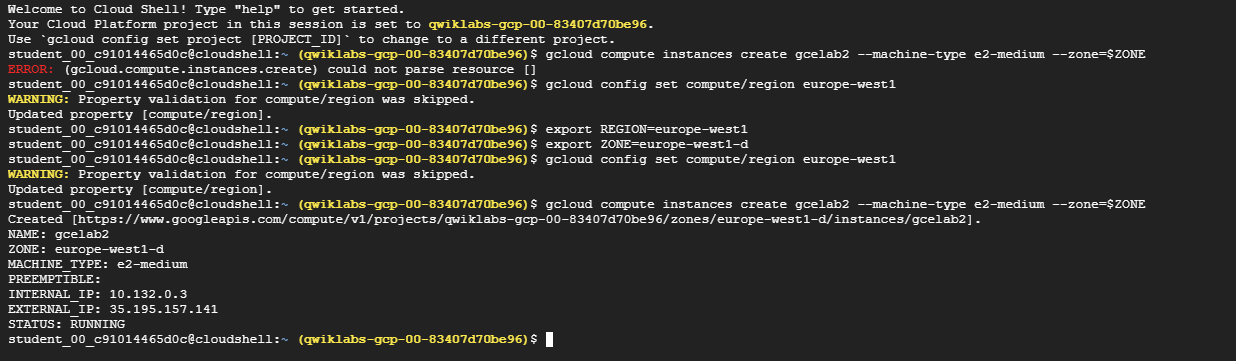 Welcome to Cloud Shell! Type "help" to get started.
Your Cloud Platform project in this session is set to qwiklabs-gcp-00-83407d70be96.
Use `gcloud config set project [PROJECT_ID]` to change to a different project.
student_00_c91014465d0c@cloudshell:~ (qwiklabs-gcp-00-83407d70be96)$ gcloud compute instances create gcelab2 --machine-type e2-medium --zone=$ZONE
ERROR: (gcloud.compute.instances.create) could not parse resource []
student_00_c91014465d0c@cloudshell:~ (qwiklabs-gcp-00-83407d70be96)$ gcloud config set compute/region europe-west1
WARNING: Property validation for compute/region was skipped.
Updated property [compute/region].
student_00_c91014465d0c@cloudshell:~ (qwiklabs-gcp-00-83407d70be96)$ export REGION=europe-west1
student_00_c91014465d0c@cloudshell:~ (qwiklabs-gcp-00-83407d70be96)$ export ZONE=europe-west1-d
student_00_c91014465d0c@cloudshell:~ (qwiklabs-gcp-00-83407d70be96)$ gcloud config set compute/region europe-west1
WARNING: Property validation for compute/region was skipped.
Updated property [compute/region].
student_00_c91014465d0c@cloudshell:~ (qwiklabs-gcp-00-83407d70be96)$ gcloud compute instances create gcelab2 --machine-type e2-medium --zone=$ZONE
Created [https://www.googleapis.com/compute/v1/projects/qwiklabs-gcp-00-83407d70be96/zones/europe-west1-d/instances/gcelab2].
NAME: gcelab2
ZONE: europe-west1-d
MACHINE_TYPE: e2-medium
PREEMPTIBLE:
INTERNAL_IP: 10.132.0.3
EXTERNAL_IP: 35.195.157.141
STATUS: RUNNING
student_00_c91014465d0c@cloudshell:~ (qwiklabs-gcp-00-83407d70be96)$